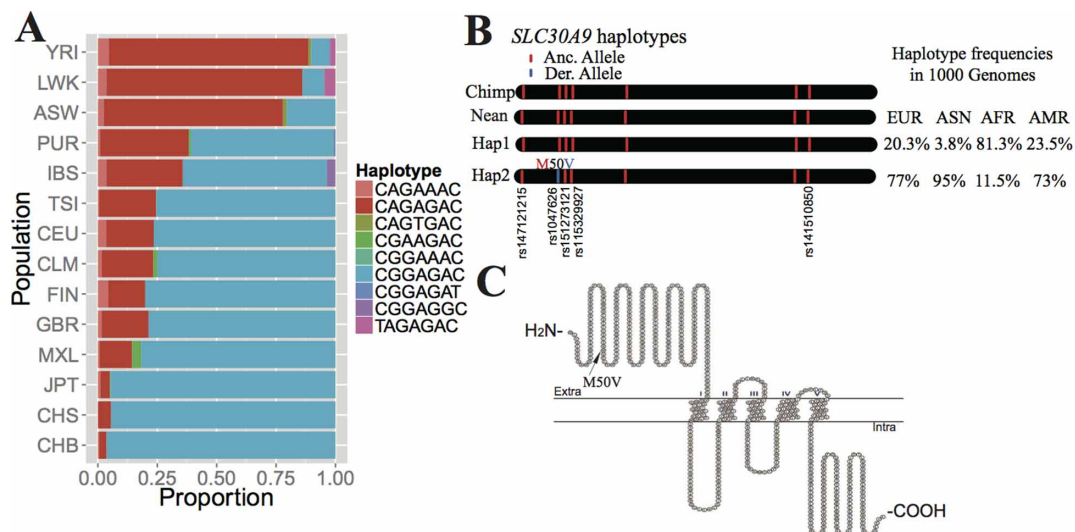 A
Population
YRI
LWK
ASW
PUR
IBS
TSI
CEU
CLM
FIN
GBR
MXL
JPT
CHS
CHB
0.00 0.25 0.50 0.75 1.00
Proportion
Haplotype
CAGAAAC
CAGAGAC
CAGTGAC
CGAAGAC
CGGAAAC
CGGAGAC
CGGAGAT
CGGAGGC
TAGAGAC
B
SLC30A9 haplotypes
Anc. Allele
Der. Allele
Haplotype frequencies
in 1000 Genomes
EUR ASN AFR AMR
Chimp
Nean
Hap1 20.3% 3.8% 81.3% 23.5%
M50V
Hap2 77% 95% 11.5% 73%
rs147121215
rs1047626
rs151273121
rs115329927
rs141510850
C
H2N-
M50V
Extra
I II III IV V
Intra
-COOH